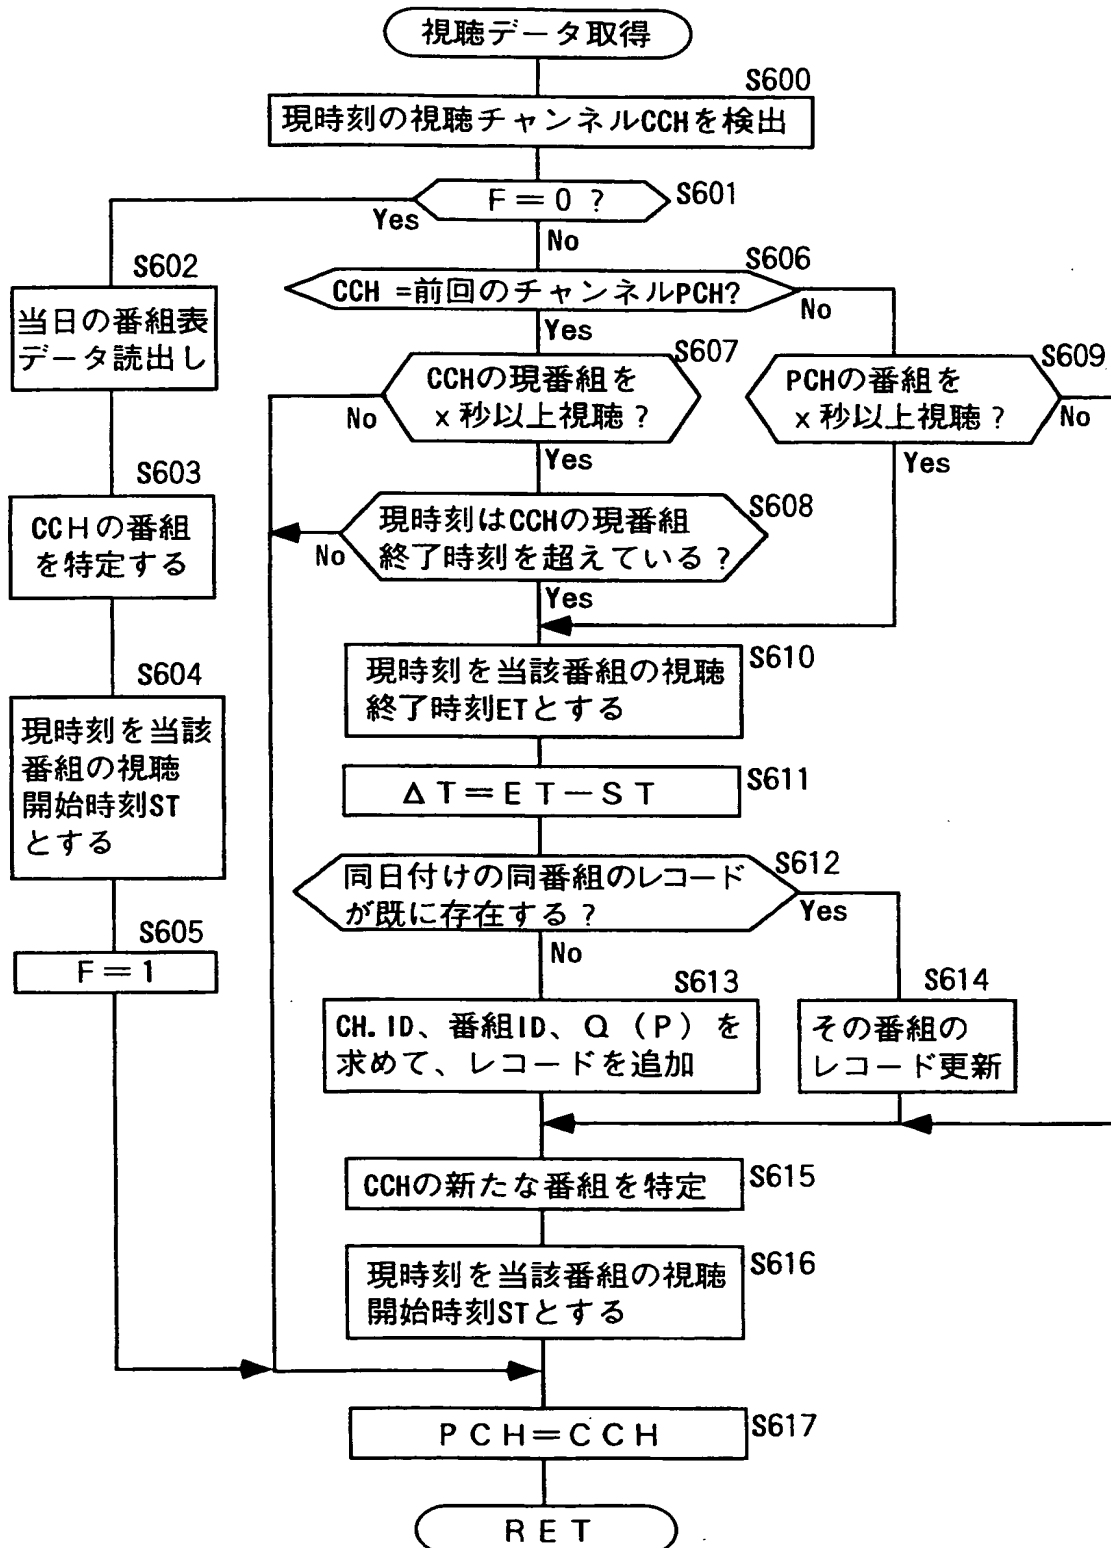 視聴データ取得
S600
現時刻の視聴チャンネルCCHを検出
F=0?
S601
Yes
No
S602
当日の番組表
データ読出し
S603
CCHの番組
を特定する
S604
現時刻を当該
番組の視聴
開始時刻ST
とする
S605
F=1
S606
CCH =前回のチャンネルPCH?
No
Yes
S607
CCHの現番組を
x秒以上視聴?
No
Yes
S609
PCHの番組を
x秒以上視聴?
No
Yes
S608
現時刻はCCHの現番組
終了時刻を超えている?
No
Yes
S610
現時刻を当該番組の視聴
終了時刻ETとする
S611
ΔT=ET-ST
S612
同日付けの同番組のレコード
が既に存在する?
Yes
No
S613
CH.ID、番組ID、Q(P)を
求めて、レコードを追加
S614
その番組の
レコード更新
CCHの新たな番組を特定
S615
現時刻を当該番組の視聴
開始時刻STとする
S616
PCH=CCH
S617
RET